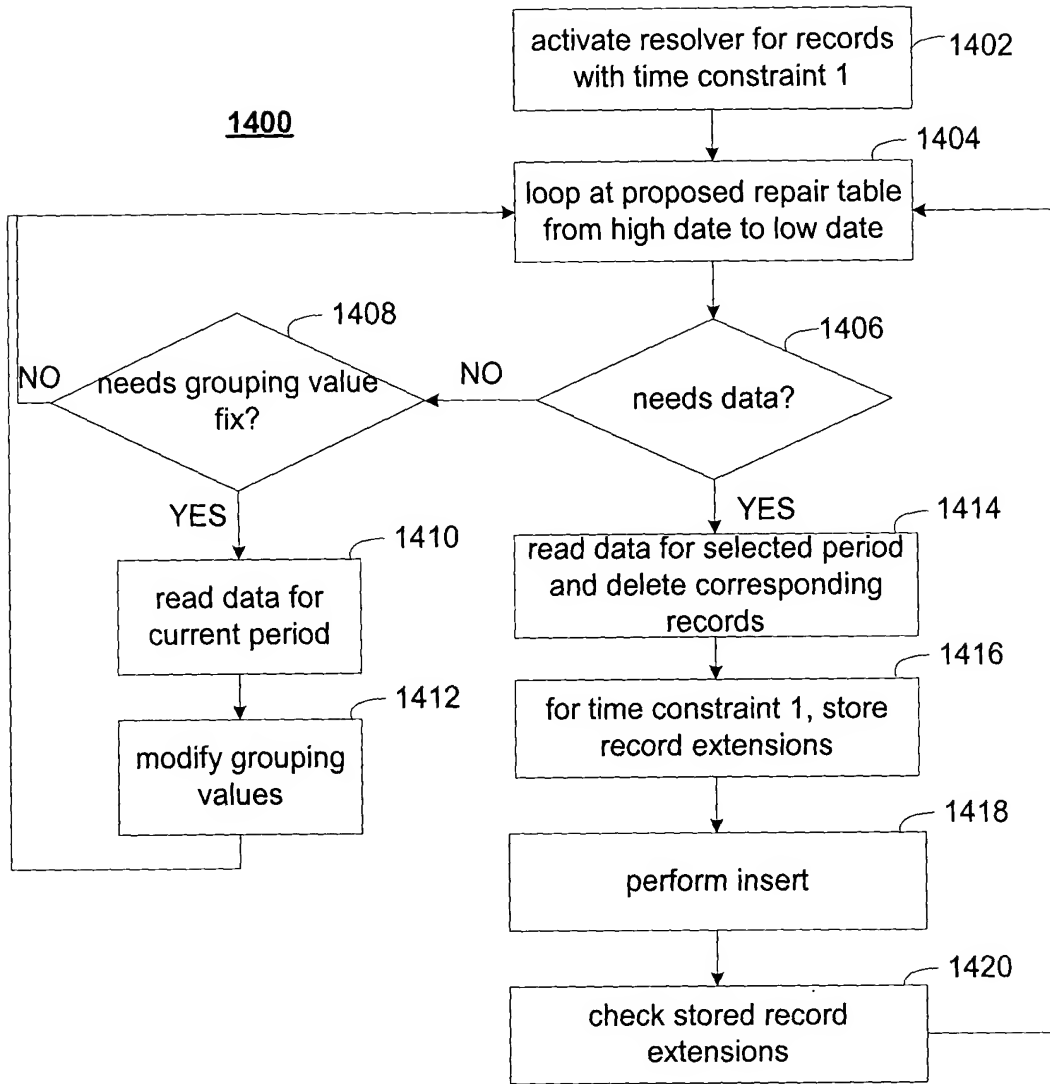 activate resolver for records
with time constraint 1
1402
1400
1404
loop at proposed repair table
from high date to low date
1408
1406
NO
needs grouping value
fix?
NO
needs data?
YES
YES
1410
1414
read data for
current period
read data for selected period
and delete corresponding
records
1412
1416
modify grouping
values
for time constraint 1, store
record extensions
1418
perform insert
1420
check stored record
extensions